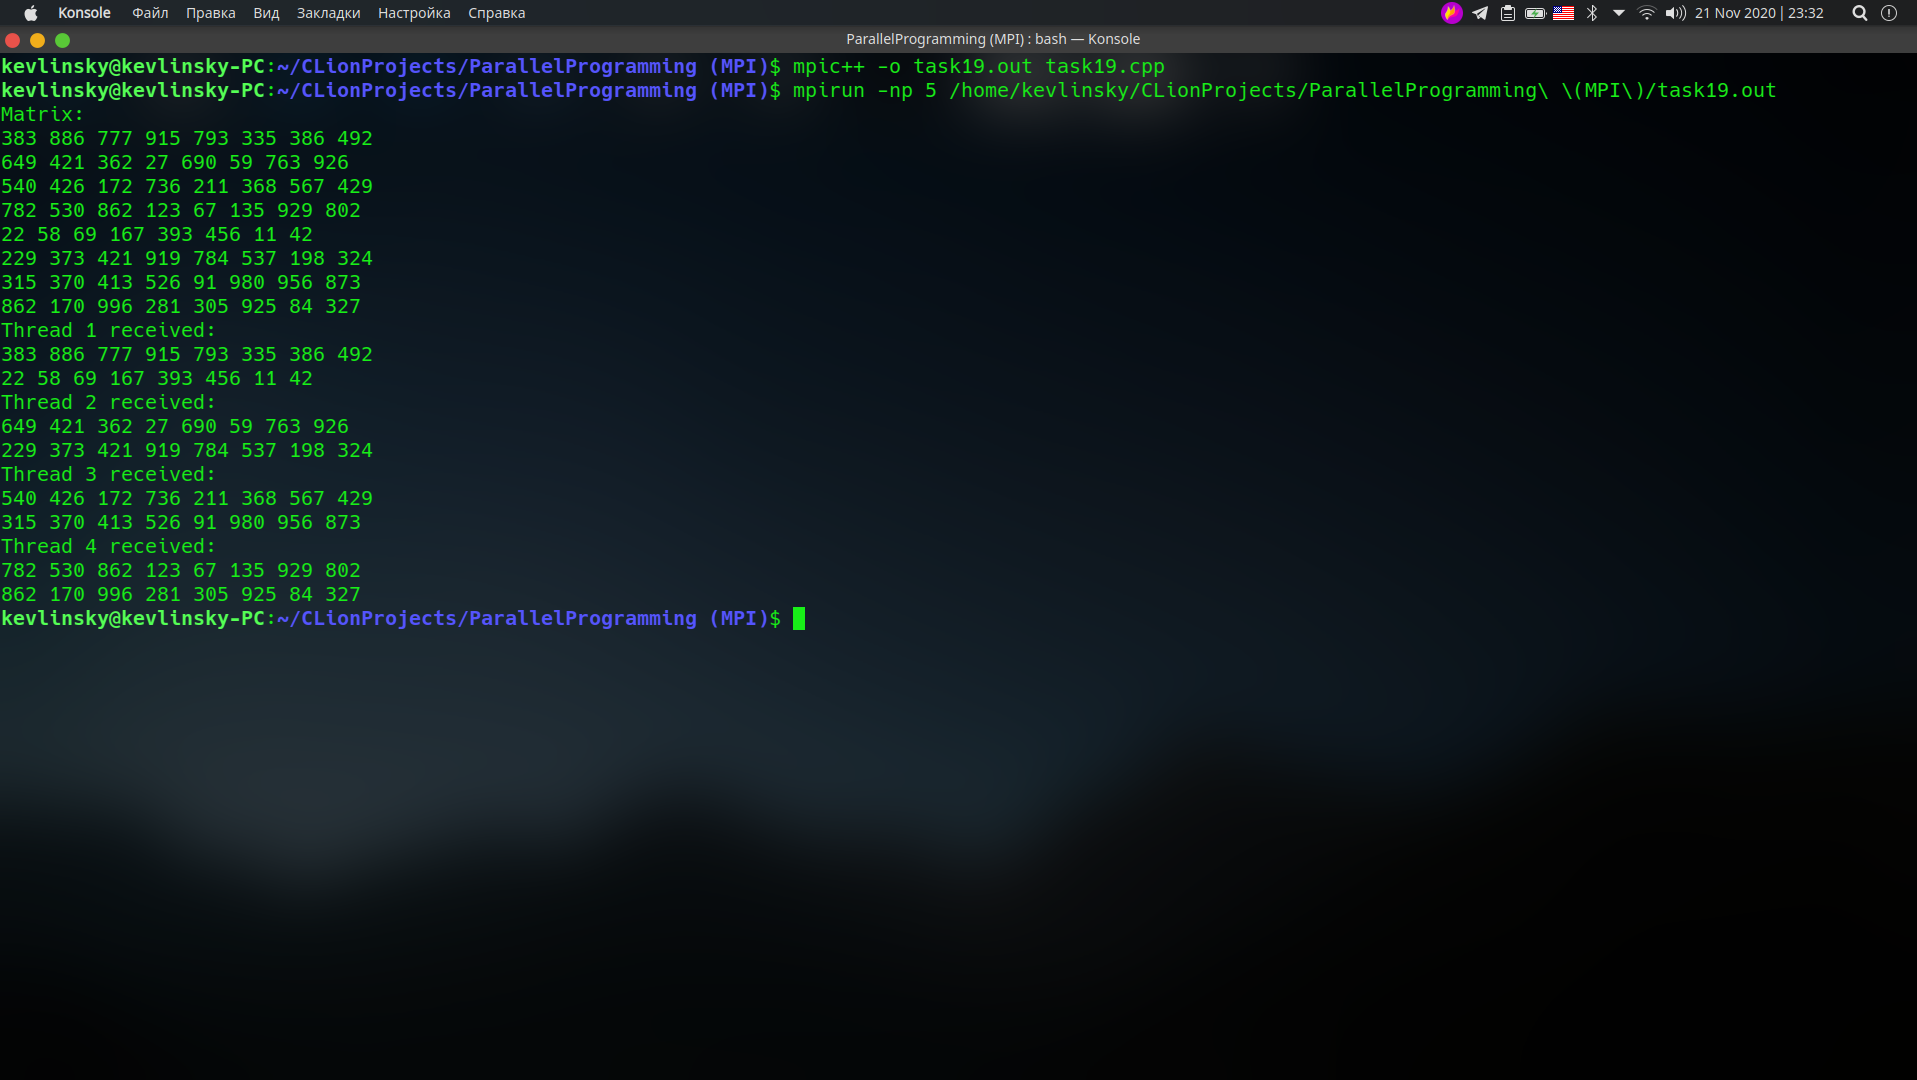 Konsole Файл Правка Вид Закладки Настройка Справка 21 Nov 2020 | 23:32
ParallelProgramming (MPI) : bash — Konsole
kevlinsky@kevlinsky-PC:~/CLionProjects/ParallelProgramming (MPI)$ mpic++ -o task19.out task19.cpp
kevlinsky@kevlinsky-PC:~/CLionProjects/ParallelProgramming (MPI)$ mpirun -np 5 /home/kevlinsky/CLionProjects/ParallelProgramming\ \(MPI\)/task19.out
Matrix:
383 886 777 915 793 335 386 492
649 421 362 27 690 59 763 926
540 426 172 736 211 368 567 429
782 530 862 123 67 135 929 802
22 58 69 167 393 456 11 42
229 373 421 919 784 537 198 324
315 370 413 526 91 980 956 873
862 170 996 281 305 925 84 327
Thread 1 received:
383 886 777 915 793 335 386 492
22 58 69 167 393 456 11 42
Thread 2 received:
649 421 362 27 690 59 763 926
229 373 421 919 784 537 198 324
Thread 3 received:
540 426 172 736 211 368 567 429
315 370 413 526 91 980 956 873
Thread 4 received:
782 530 862 123 67 135 929 802
862 170 996 281 305 925 84 327
kevlinsky@kevlinsky-PC:~/CLionProjects/ParallelProgramming (MPI)$